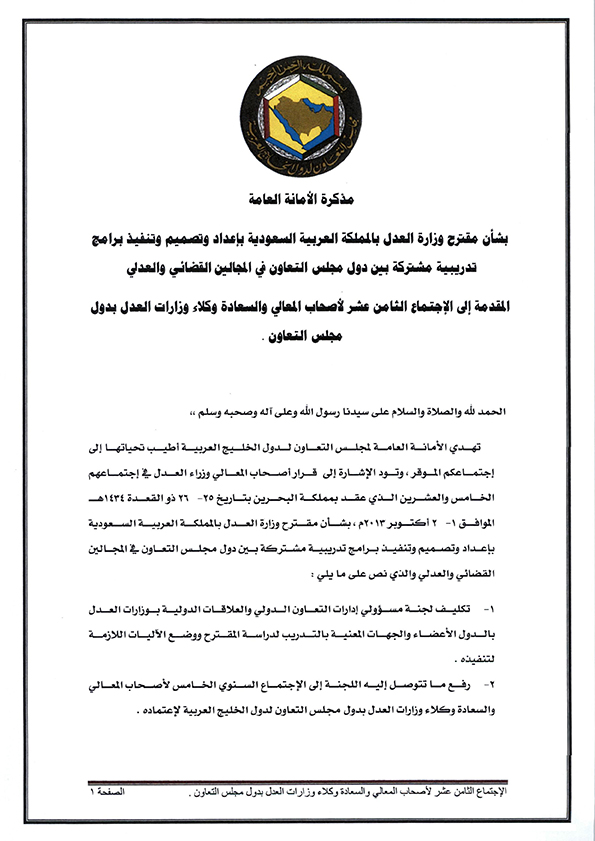 بسم الله الرحمن الرحيم
مجلس التعاون لدول الخليج العربية
مذكرة الأمانة العامة
بشأن مقترح وزارة العدل بالمملكة العربية السعودية بإعداد وتصميم وتنفيذ برامج
تدريبية مشتركة بين دول مجلس التعاون في المجالين القضائي والعدلي
المقدمة إلى الإجتماع الثامن عشر لأصحاب المعالي والسعادة وكلاء وزارات العدل بدول
مجلس التعاون .
الحمد لله والصلاة والسلام على سيدنا رسول الله وعلى آله وصحبه وسلم ،،
تهدي الأمانة العامة لمجلس التعاون لدول الخليج العربية أطيب تحياتها إلى
إجتماعكم الموقر ، وتود الإشارة إلى قرار أصحاب المعالي وزراء العدل في إجتماعهم
الخامس والعشرين الذي عقد بمملكة البحرين بتاريخ ٢٥- ٢٦ ذو القعدة ١٤٣٤هـ
الموافق ١- ٢ أكتوبر ٢٠١٣م ، بشأن مقترح وزارة العدل بالمملكة العربية السعودية
بإعداد وتصميم وتنفيذ برامج تدريبية مشتركة بين دول مجلس التعاون في المجالين
القضائي والعدلي والذي نص على ما يلي :
١- تكليف لجنة مسؤولي إدارات التعاون الدولي والعلاقات الدولية بوزارات العدل
بالدول الأعضاء والجهات المعنية بالتدريب لدراسة المقترح ووضع الآليات اللازمة
لتنفيذه .
٢- رفع ما تتوصل إليه اللجنة إلى الإجتماع السنوي الخامس لأصحاب المعالي
والسعادة وكلاء وزارات العدل بدول مجلس التعاون لدول الخليج العربية لإعتماده .
الإجتماع الثامن عشر لأصحاب المعالي والسعادة وكلاء وزارات العدل بدول مجلس التعاون . الصفحة ١